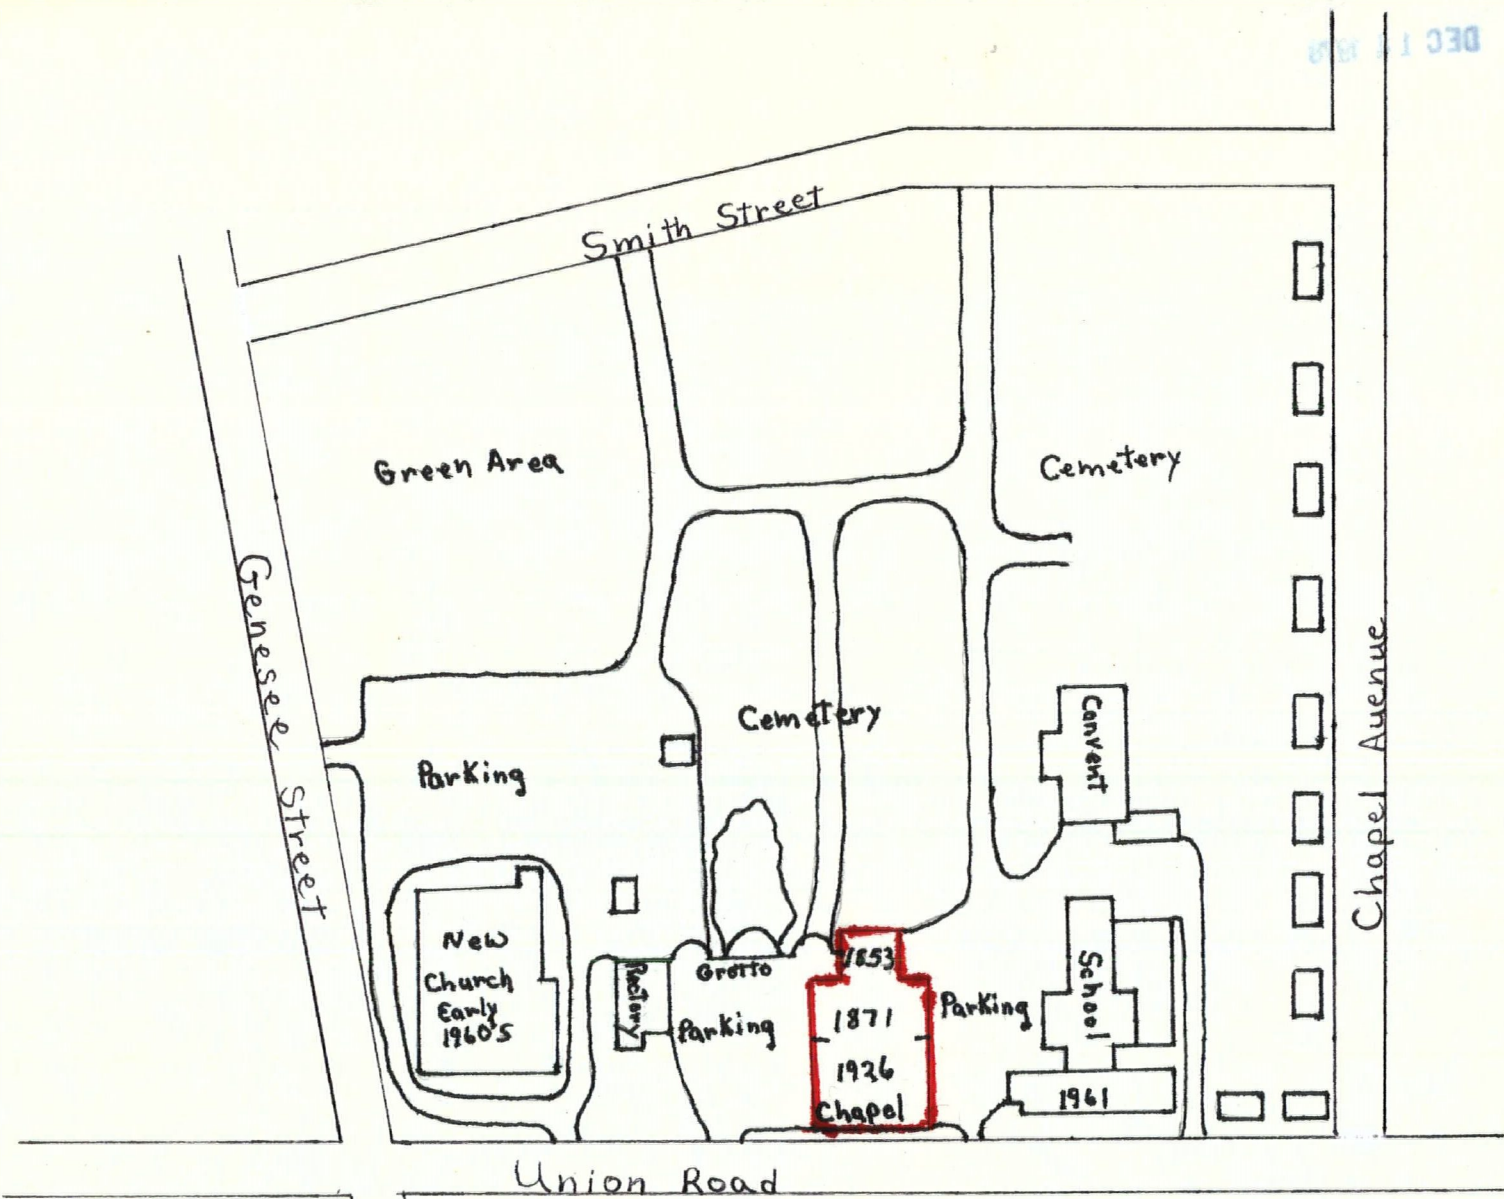 Smith Street
Green Area
Cemetery
Genesee Street
Cemetery
Convent
Chapel Avenue
Parking
New
Church
Early
1960's
Rectory
Grotto
Parking
1853
1871
1926
Chapel
Parking
School
1961
Union Road